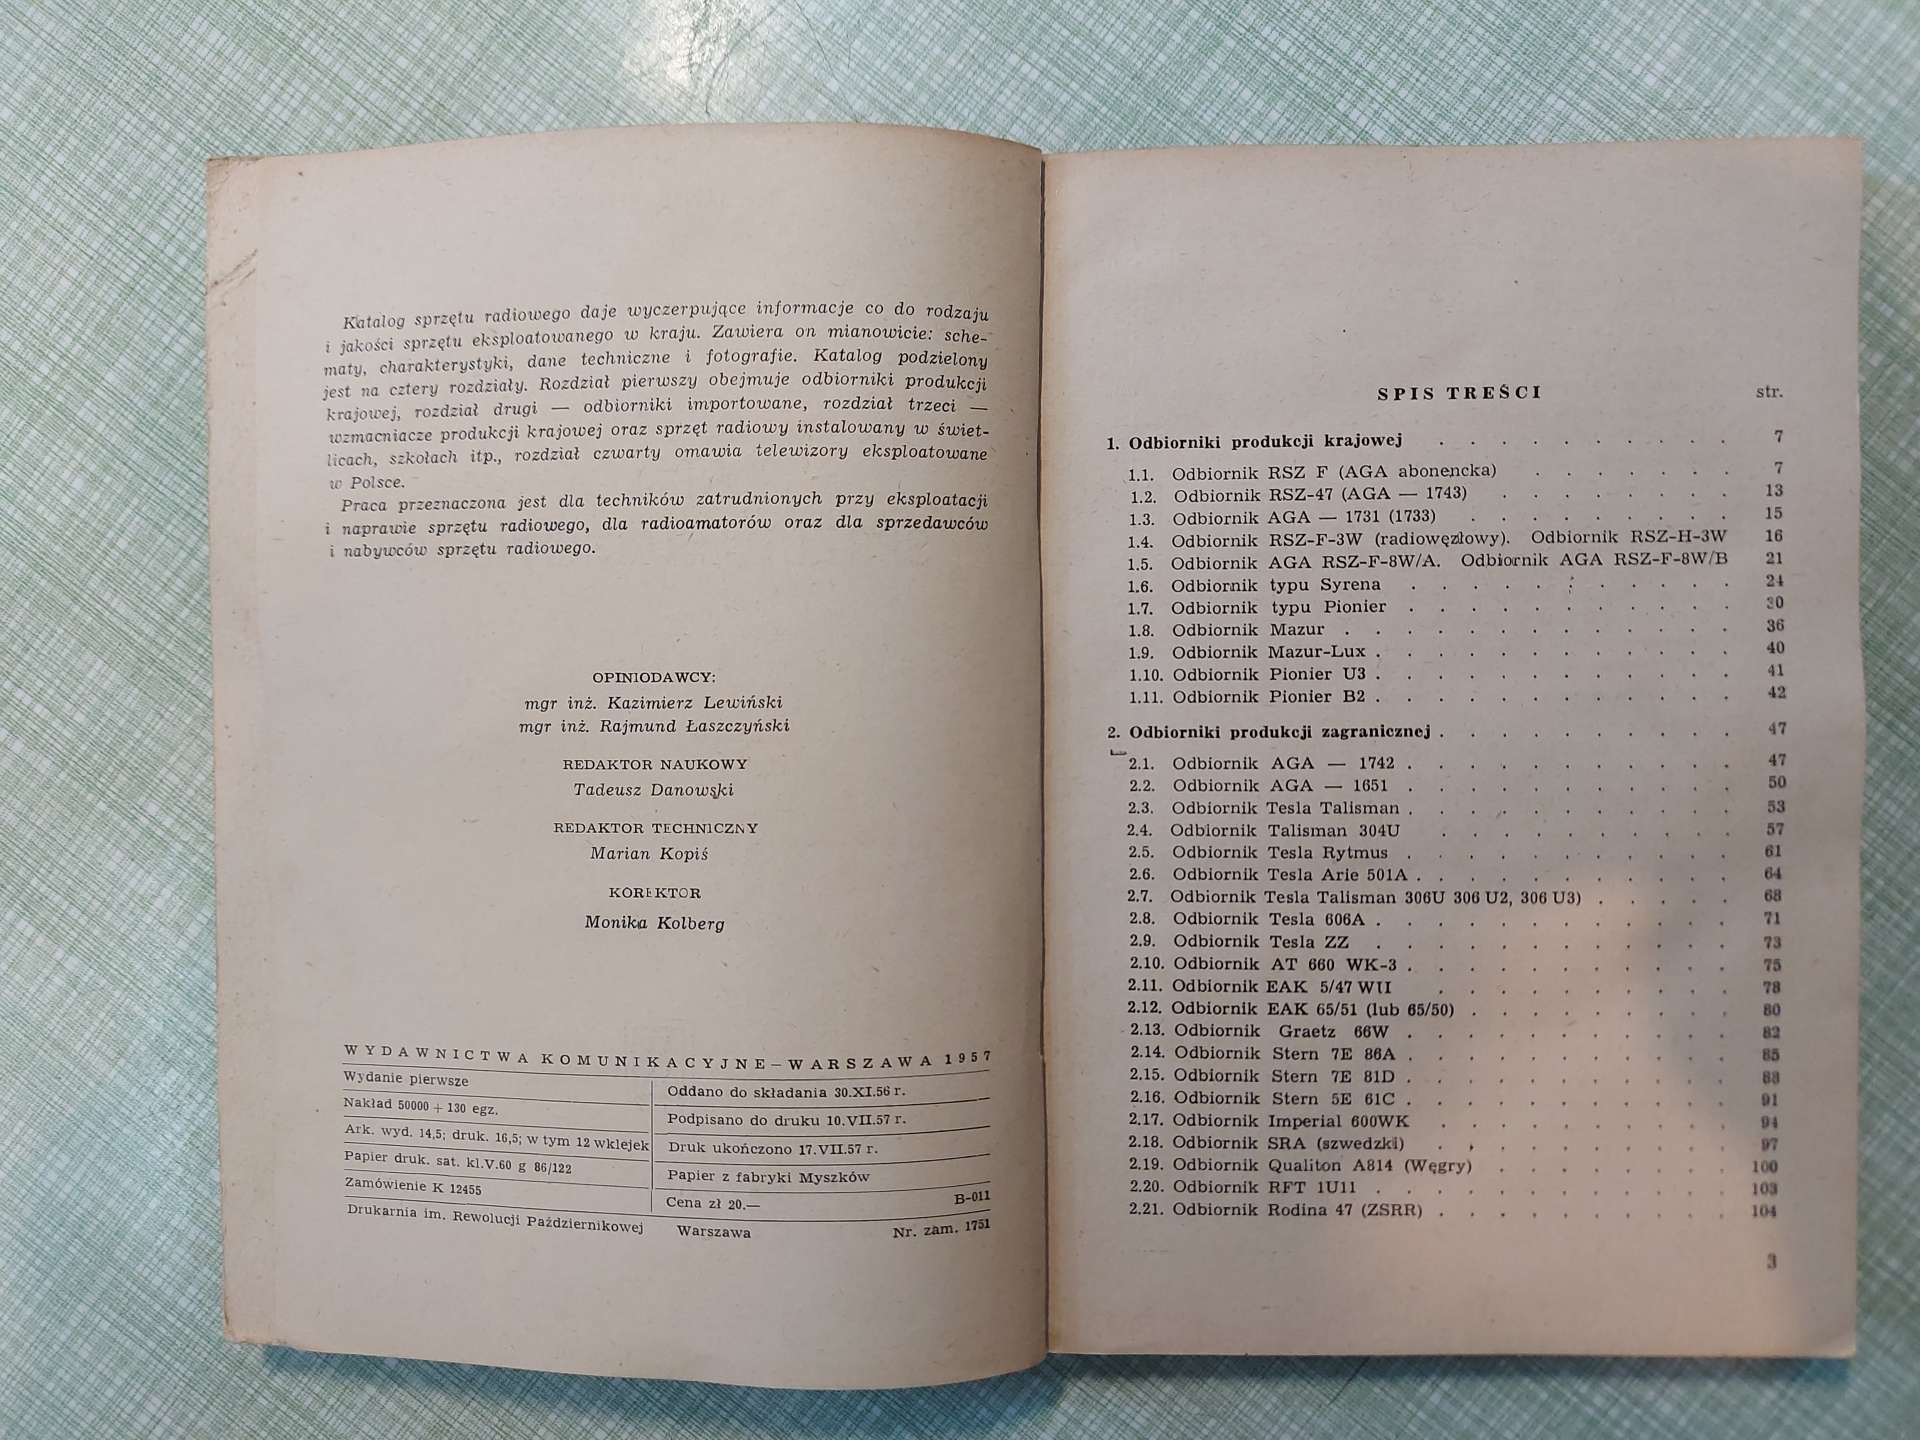 Katalog sprzętu radiowego daje wyczerpujące informacje co do rodzaju
i jakości sprzętu eksploatowanego w kraju. Zawiera on mianowicie: sche-
maty, charakterystyki, dane techniczne i fotografie. Katalog podzielony
jest na cztery rozdziały. Rozdział pierwszy obejmuje odbiorniki produkcji
krajowej, rozdział drugi — odbiorniki importowane, rozdział trzeci —
wzmacniacze produkcji krajowej oraz sprzęt radiowy instalowany w świet-
licach, szkołach itp., rozdział czwarty omawia telewizory eksploatowane
w Polsce.
Praca przeznaczona jest dla techników zatrudnionych przy eksploatacji
i naprawie sprzętu radiowego, dla radioamatorów oraz dla sprzedawców
i nabywców sprzętu radiowego.
OPINIODAWCY:
mgr inż. Kazimierz Lewiński
mgr inż. Rajmund Łaszczyński
REDAKTOR NAUKOWY
Tadeusz Danowski
REDAKTOR TECHNICZNY
Marian Kopiś
KOREKTOR
Monika Kolberg
WYDAWNICTWA KOMUNIKACYJNE — WARSZAWA 1957
Wydanie pierwsze
Nakład 50000 + 130 egz.
Ark. wyd. 14,5; druk. 16,5; w tym 12 wklejek
Papier druk. sat. kl.V.60 g 86/122
Zamówienie K 12455
Oddano do składania 30.XI.56 r.
Podpisano do druku 10.VII.57 r.
Druk ukończono 17.VII.57 r.
Papier z fabryki Myszków
Cena zł 20.— B-011
Drukarnia im. Rewolucji Październikowej Warszawa Nr. zam. 1751
SPIS TREŚCI str.
1. Odbiorniki produkcji krajowej . . . . . . . . . . 7
1.1. Odbiornik RSZ F (AGA abonencka) . . . . . . . 7
1.2. Odbiornik RSZ-47 (AGA — 1743) . . . . . . . . 13
1.3. Odbiornik AGA — 1731 (1733) . . . . . . . . . 15
1.4. Odbiornik RSZ-F-3W (radiowęzłowy). Odbiornik RSZ-H-3W 16
1.5. Odbiornik AGA RSZ-F-8W/A. Odbiornik AGA RSZ-F-8W/B 21
1.6. Odbiornik typu Syrena . . . . . . . . . . . 24
1.7. Odbiornik typu Pionier . . . . . . . . . . . 30
1.8. Odbiornik Mazur . . . . . . . . . . . . . 36
1.9. Odbiornik Mazur-Lux . . . . . . . . . . . . 40
1.10. Odbiornik Pionier U3 . . . . . . . . . . . . 41
1.11. Odbiornik Pionier B2 . . . . . . . . . . . . 42
2. Odbiorniki produkcji zagranicznej . . . . . . . . . . 47
2.1. Odbiornik AGA — 1742 . . . . . . . . . . . 47
2.2. Odbiornik AGA — 1651 . . . . . . . . . . . 50
2.3. Odbiornik Tesla Talisman . . . . . . . . . . . 53
2.4. Odbiornik Talisman 304U . . . . . . . . . . 57
2.5. Odbiornik Tesla Rytmus . . . . . . . . . . . 61
2.6. Odbiornik Tesla Arie 501A . . . . . . . . . . . 64
2.7. Odbiornik Tesla Talisman 306U 306 U2, 306 U3) . . . . . 68
2.8. Odbiornik Tesla 606A . . . . . . . . . . . . 71
2.9. Odbiornik Tesla ZZ . . . . . . . . . . . . 73
2.10. Odbiornik AT 660 WK-3 . . . . . . . . . . . 75
2.11. Odbiornik EAK 5/47 WII . . . . . . . . . . 78
2.12. Odbiornik EAK 65/51 (lub 65/50) . . . . . . . . . 80
2.13. Odbiornik Graetz 66W . . . . . . . . . . . 82
2.14. Odbiornik Stern 7E 86A . . . . . . . . . . . 85
2.15. Odbiornik Stern 7E 81D . . . . . . . . . . . 88
2.16. Odbiornik Stern 5E 61C . . . . . . . . . . . 91
2.17. Odbiornik Imperial 600WK . . . . . . . . . . 94
2.18. Odbiornik SRA (szwedzki) . . . . . . . . . . 97
2.19. Odbiornik Qualiton A814 (Węgry) . . . . . . . . 100
2.20. Odbiornik RFT 1U11 . . . . . . . . . . . . 103
2.21. Odbiornik Rodina 47 (ZSRR) . . . . . . . . . . 104
3